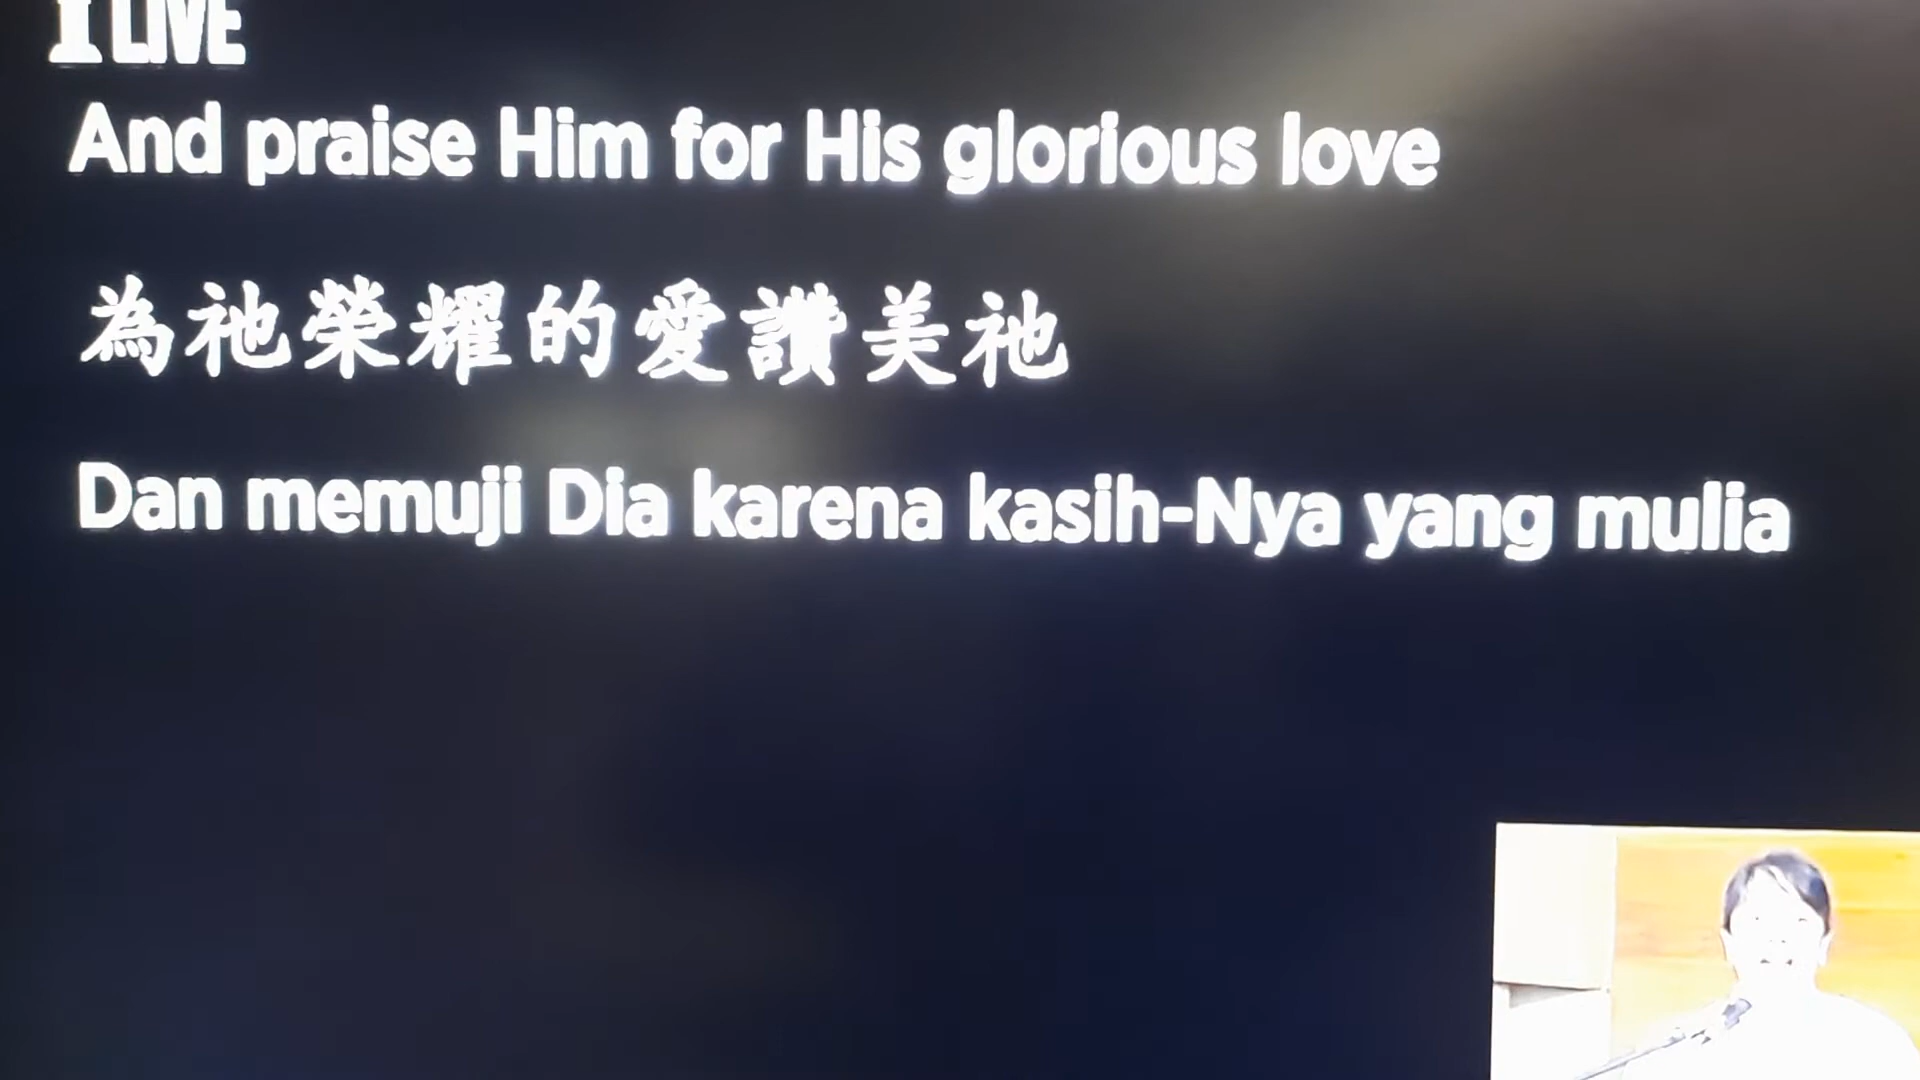 I LIVE
And praise Him for His glorious love
為祂榮耀的愛讚美祂
Dan memuji Dia karena kasih-Nya yang mulia